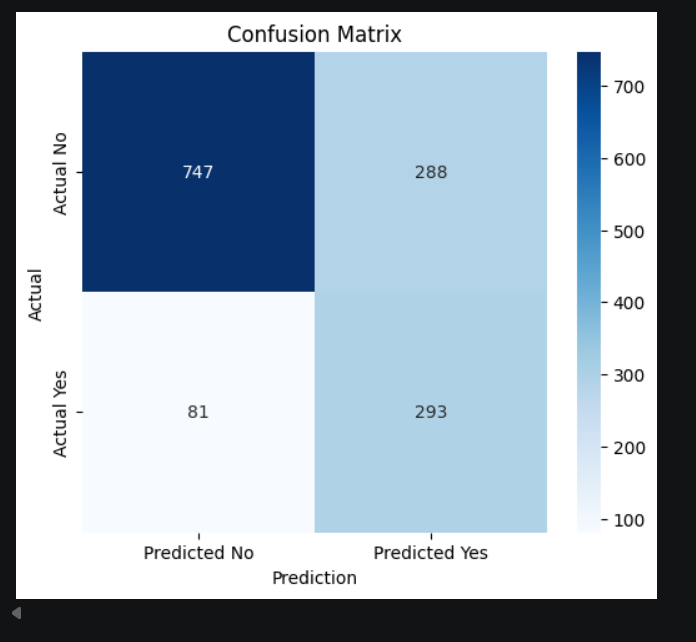 Confusion Matrix
Actual No
747
288
700
600
500
400
300
200
100
Actual
Actual Yes
81
293
Predicted No
Predicted Yes
Prediction